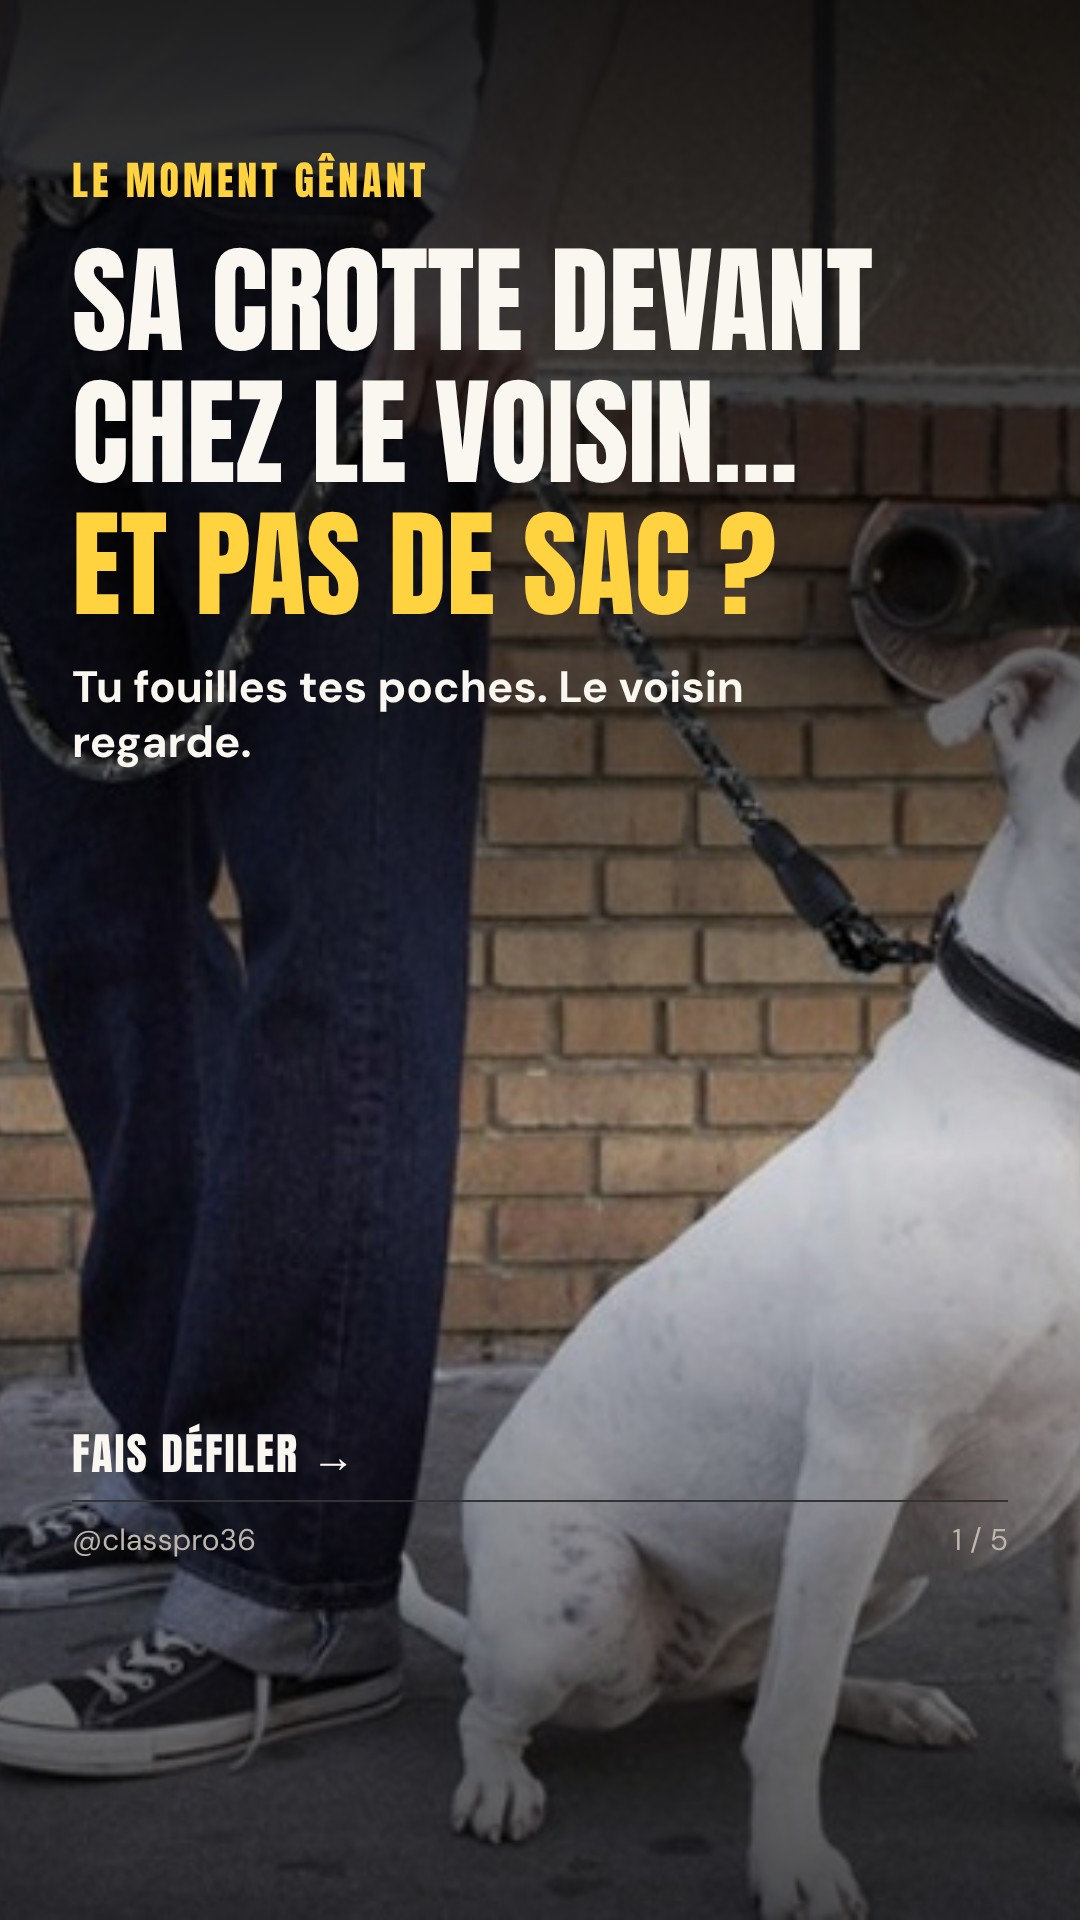 LE MOMENT GÊNANT
SA CROTTE DEVANT
CHEZ LE VOISIN...
ET PAS DE SAC ?
Tu fouilles tes poches. Le voisin
regarde.
FAIS DÉFILER →
@classpro36
1 / 5